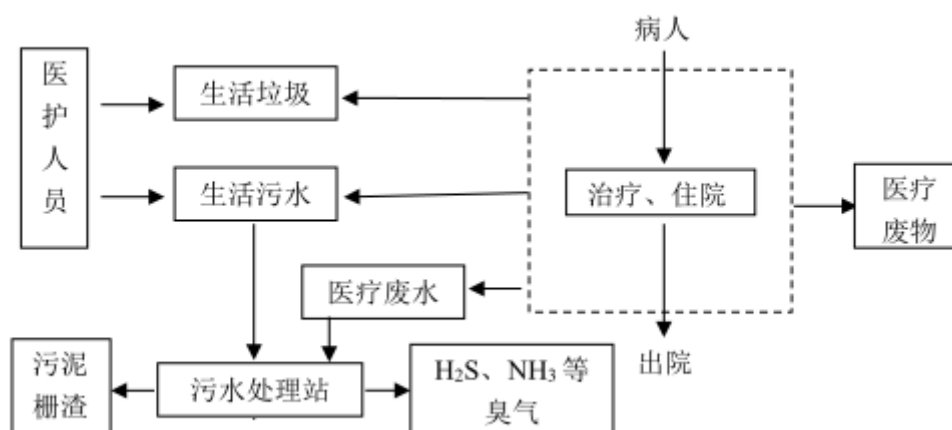 病人
医护人员
生活垃圾
生活污水
治疗、住院
医疗
废物
医疗废水
出院
污泥
栅渣
污水处理站
H₂S、NH₃等
臭气